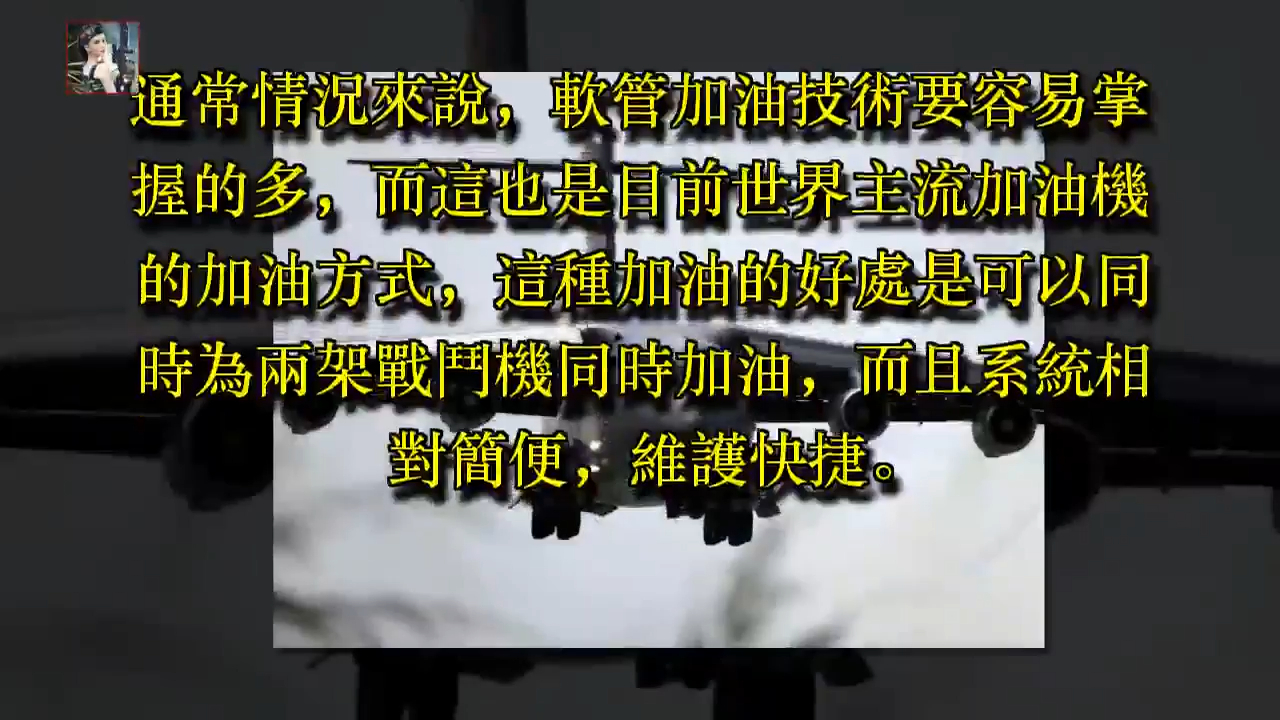 通常情況來說，軟管加油技術要容易掌
握的多，而這也是目前世界主流加油機
的加油方式，這種加油的好處是可以同
時為兩架戰鬥機同時加油，而且系統相
對簡便，維護快捷。